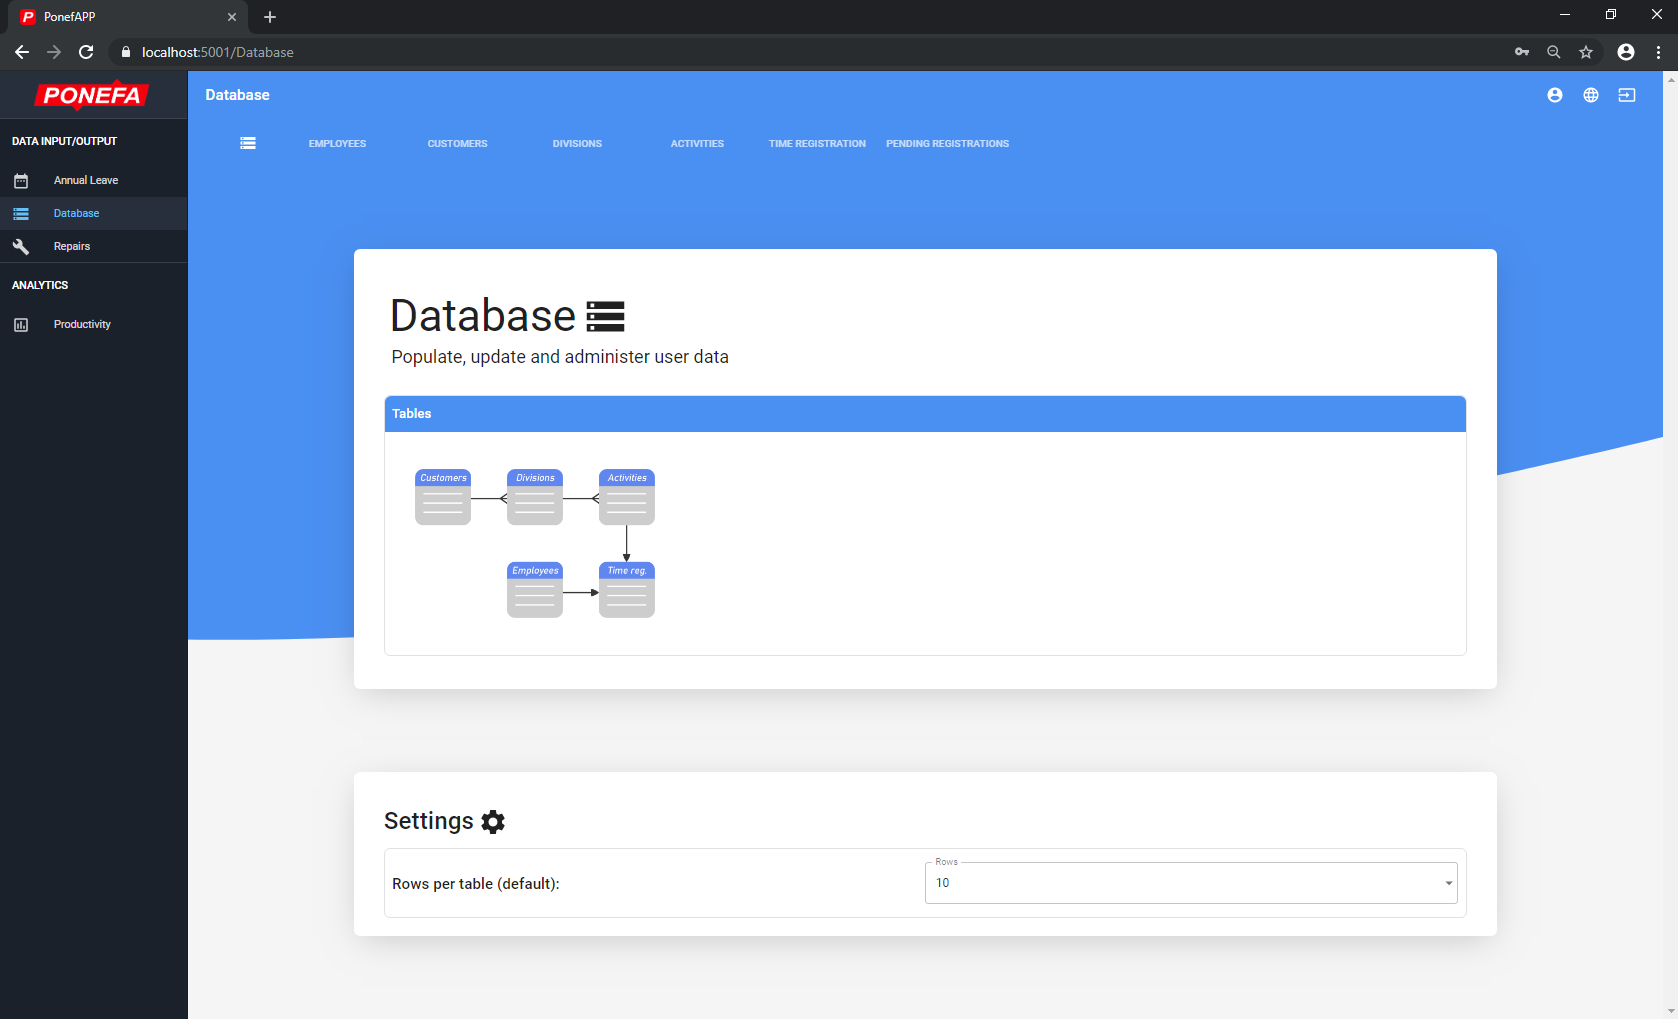 PonefAPP
localhost:5001/Database
PONEFA
DATA INPUT/OUTPUT
Annual Leave
Database
Repairs
ANALYTICS
Productivity
Database
EMPLOYEES CUSTOMERS DIVISIONS ACTIVITIES TIME REGISTRATION PENDING REGISTRATIONS
Database
Populate, update and administer user data
Tables
Customers Divisions Activities
Employees Time reg.
Settings
Rows per table (default):
Rows
10